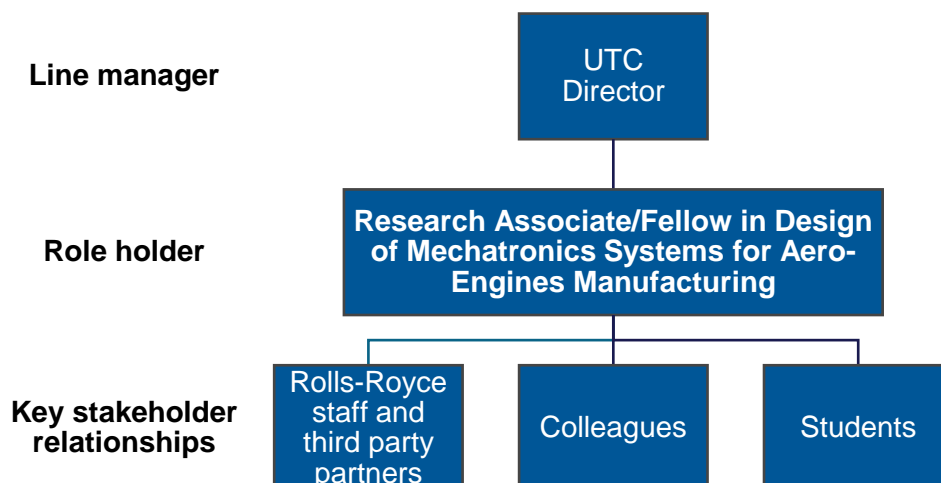 Line manager
UTC
Director
Role holder
Research Associate/Fellow in Design
of Mechatronics Systems for Aero-
Engines Manufacturing
Key stakeholder
relationships
Rolls-Royce
staff and
third party
partners
Colleagues
Students